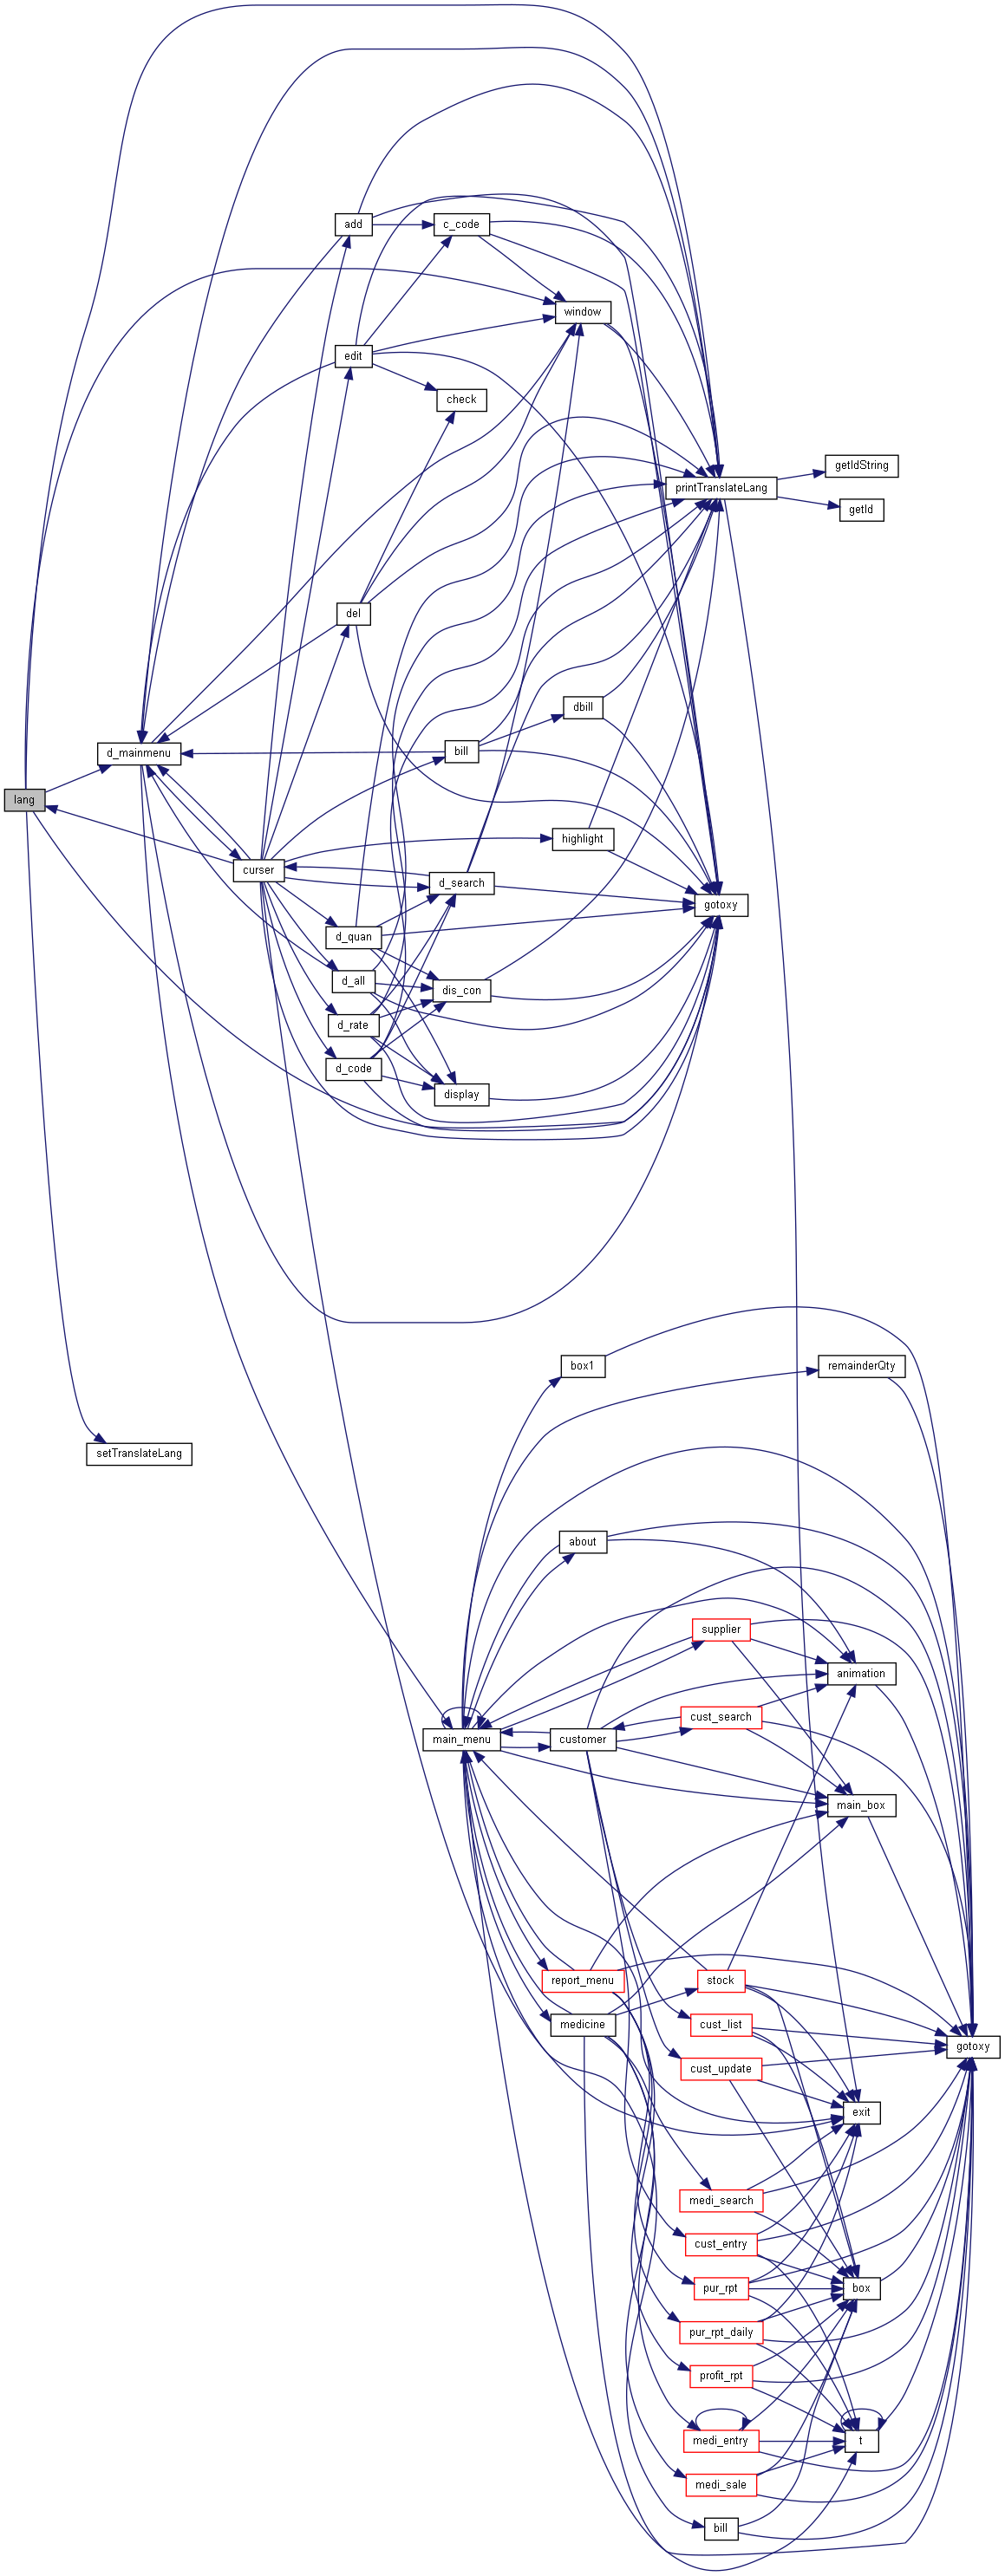 add
c_code
window
edit
check
getIdString
printTranslateLang
getId
del
dbill
d_mainmenu
bill
lang
highlight
curser
d_search
gotoxy
d_quan
d_all
dis_con
d_rate
d_code
display
box1
remainderQty
setTranslateLang
about
supplier
animation
cust_search
main_menu
customer
main_box
report_menu
stock
medicine
cust_list
gotoxy
cust_update
exit
medi_search
cust_entry
pur_rpt
box
pur_rpt_daily
profit_rpt
medi_entry
t
medi_sale
bill